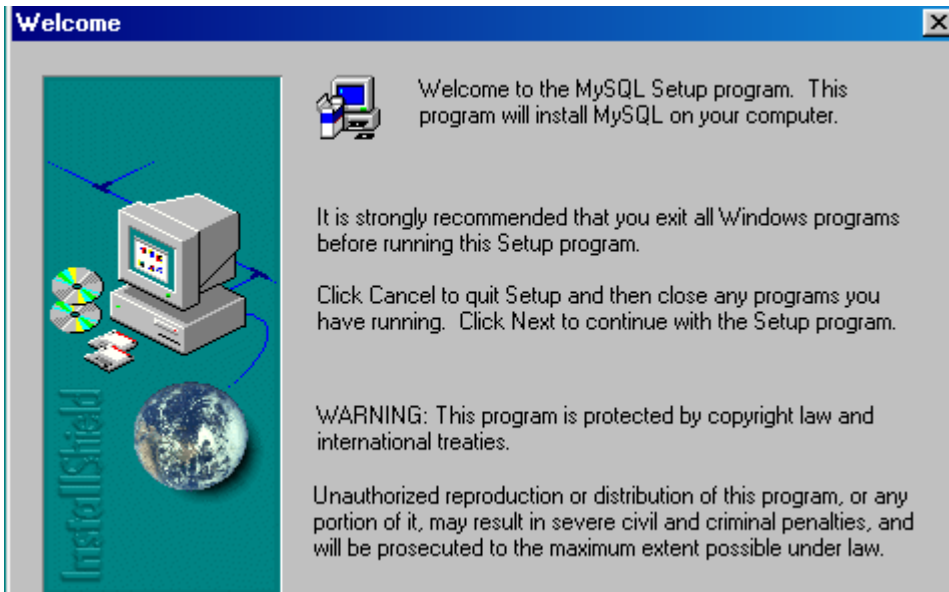 Welcome
Welcome to the MySQL Setup program.  This
program will install MySQL on your computer.
It is strongly recommended that you exit all Windows programs
before running this Setup program.
Click Cancel to quit Setup and then close any programs you
have running.  Click Next to continue with the Setup program.
WARNING: This program is protected by copyright law and
international treaties.
Unauthorized reproduction or distribution of this program, or any
portion of it, may result in severe civil and criminal penalties, and
will be prosecuted to the maximum extent possible under law.
InstallShield